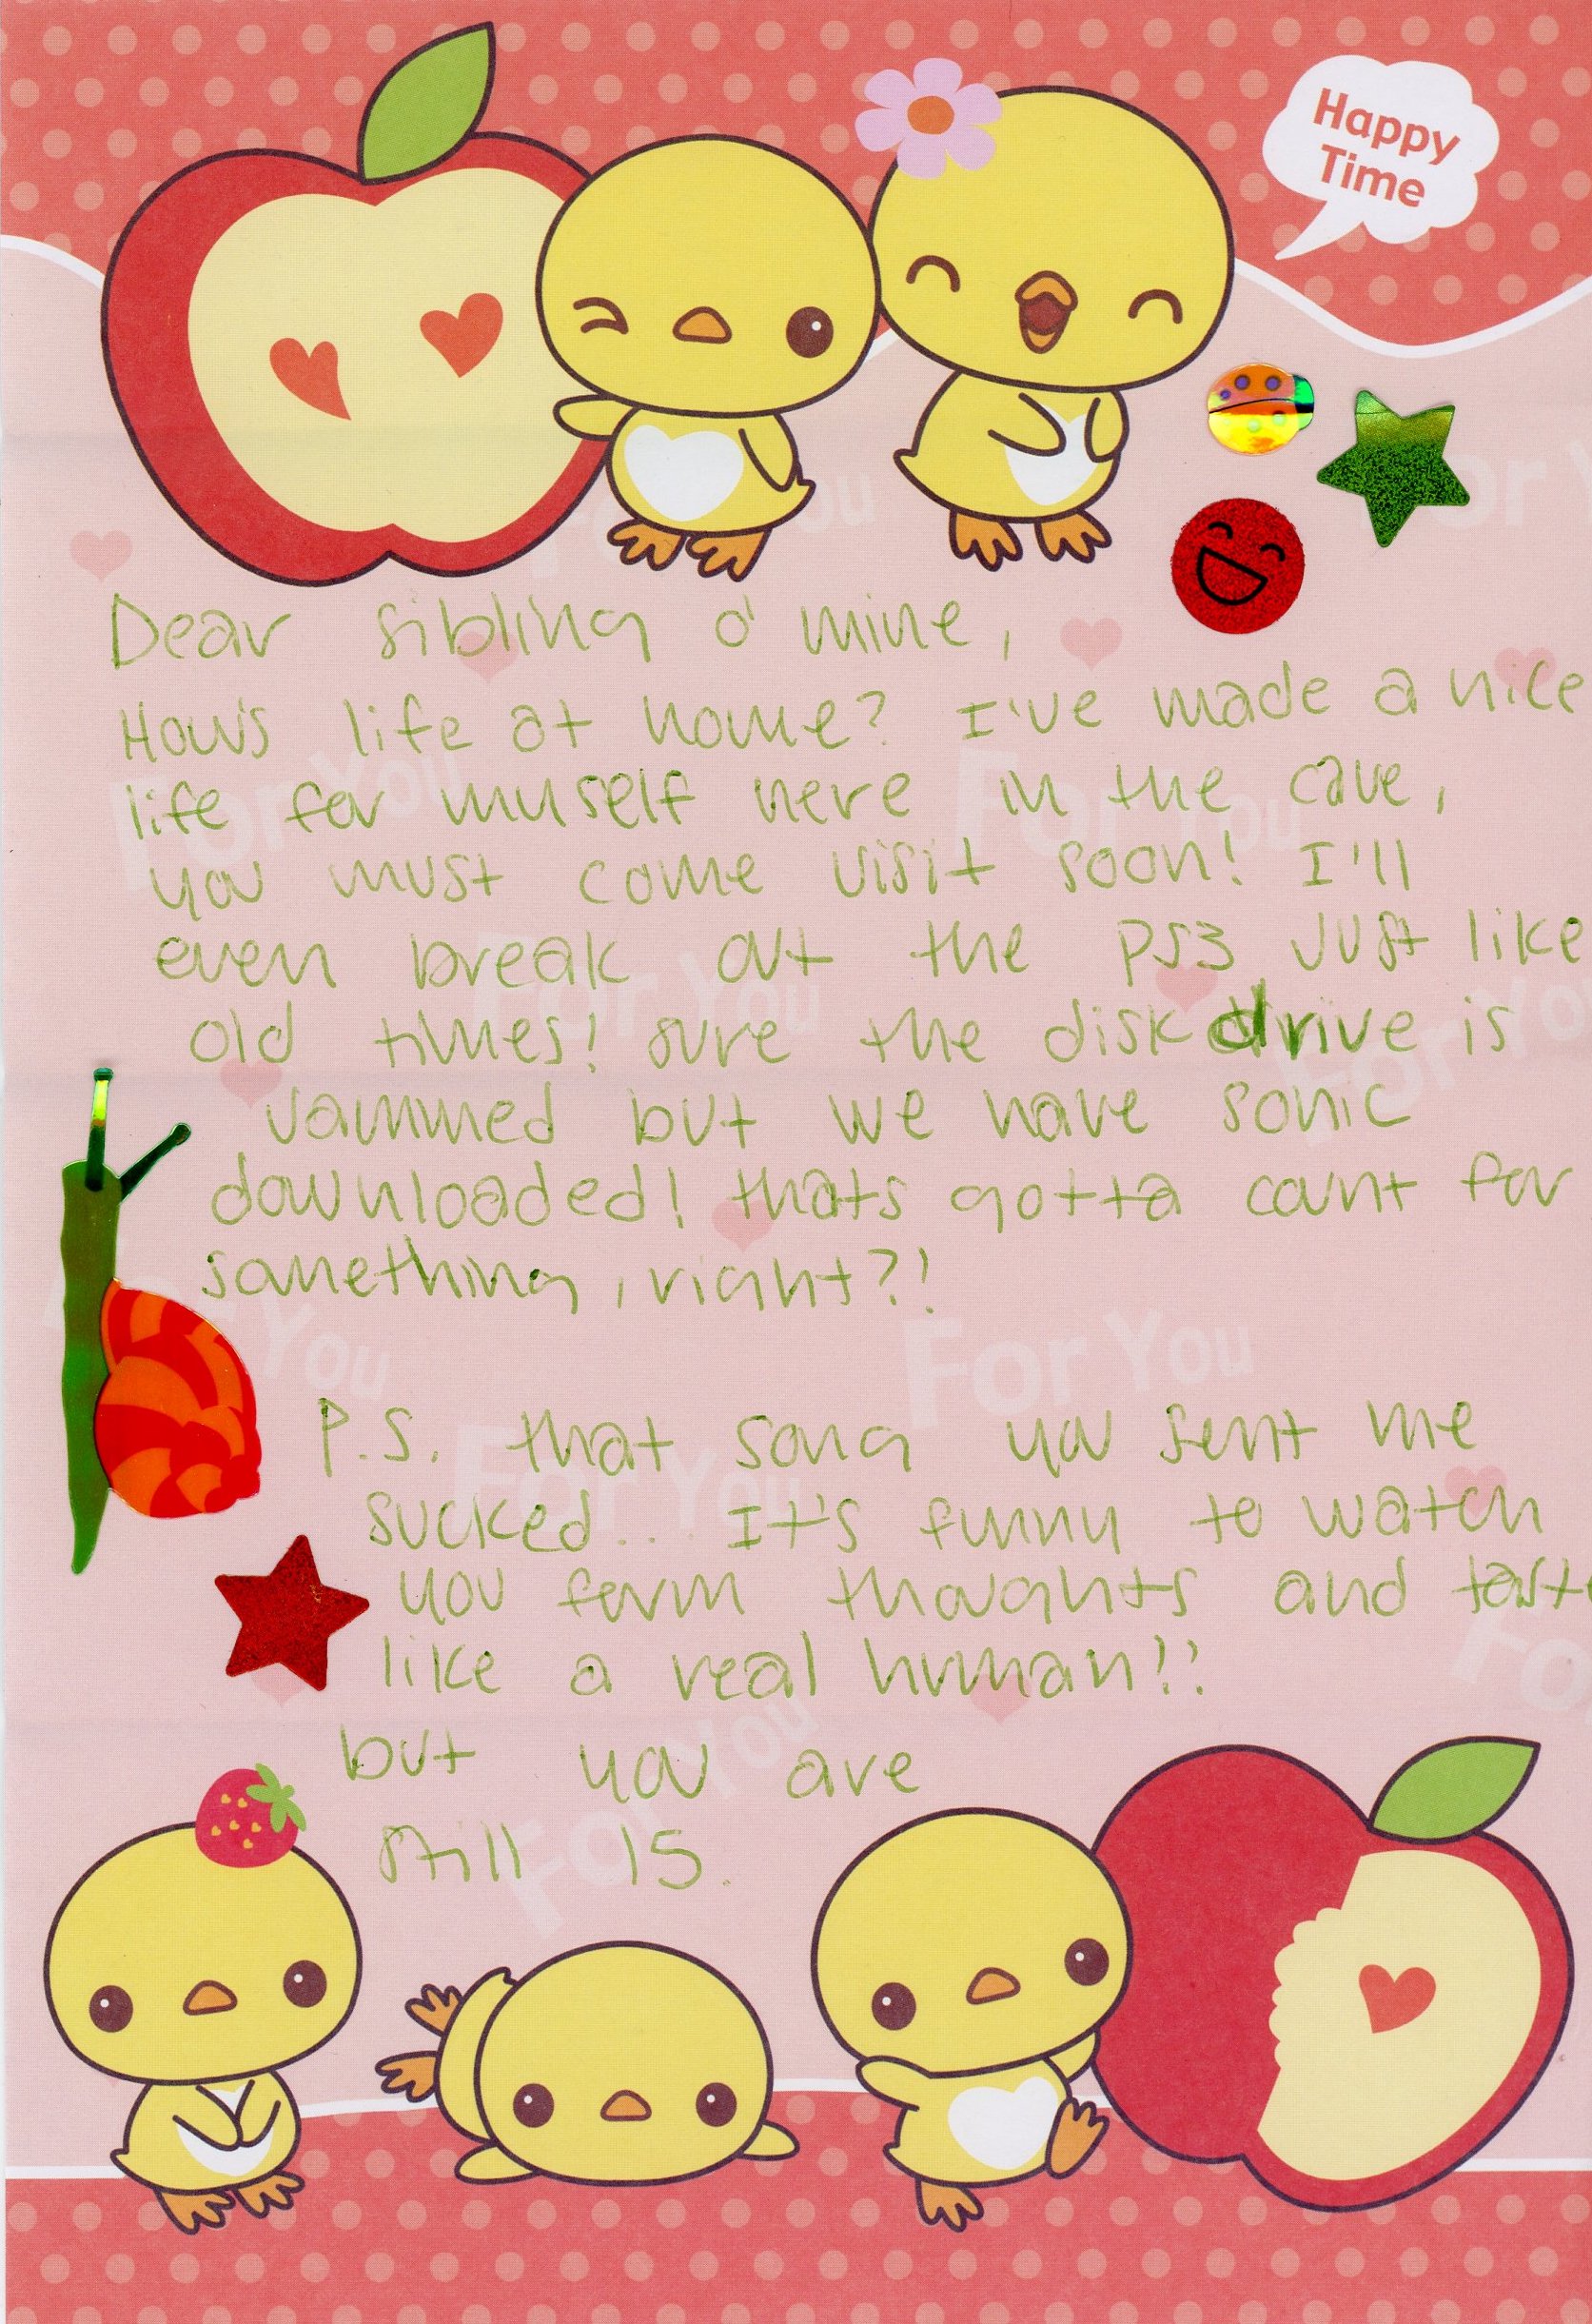 Happy
Time
Dear sibling o' mine,
How's life at home? I've made a nice
life for myself here in the cave,
you must come visit soon! I'll
even break out the PS3 Just like
old times! sure the disk drive is
Jammed but we have sonic
downloaded! thats gotta count for
something, right?!
P.S. that song you sent me
sucked.. It's funny to watch
you form thoughts and taste
like a real human!!
but you are
still 15.
For You
For You
For You
For You
For You
For You
For You
For You
For You